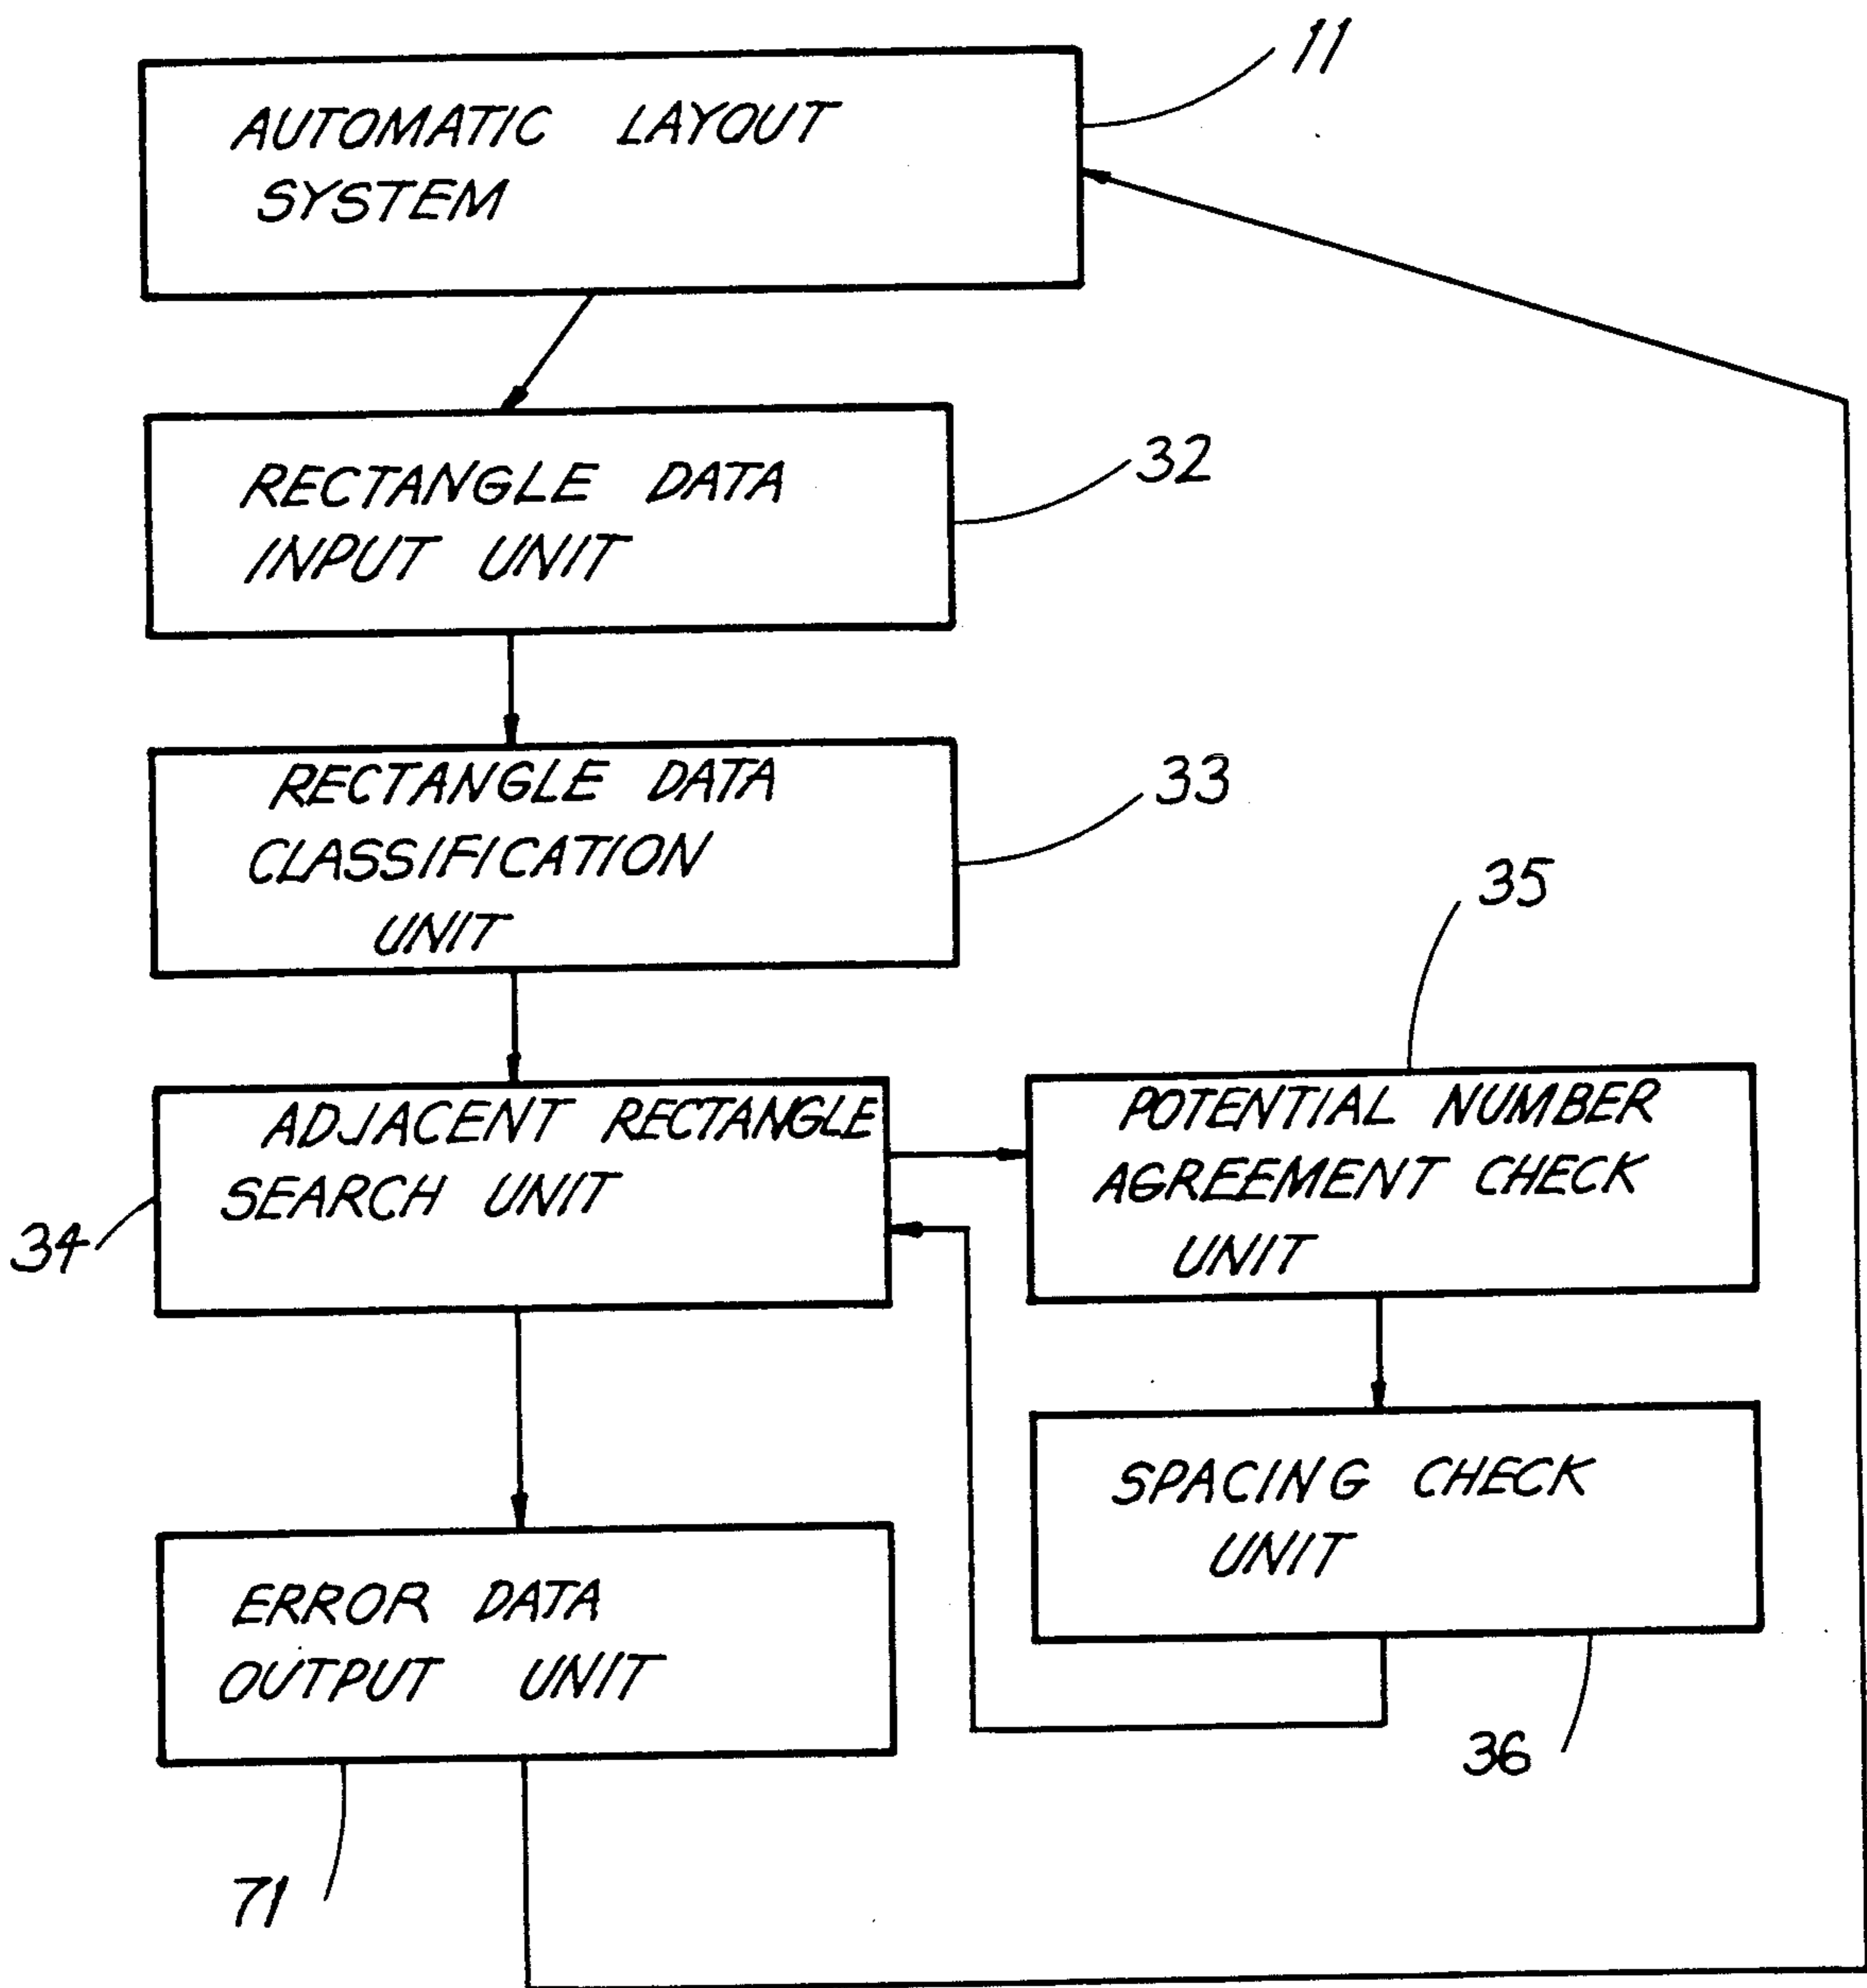 11
AUTOMATIC LAYOUT
SYSTEM
32
RECTANGLE DATA
INPUT UNIT
33
RECTANGLE DATA
CLASSIFICATION
UNIT
35
34
ADJACENT RECTANGLE
SEARCH UNIT
POTENTIAL NUMBER
AGREEMENT CHECK
UNIT
SPACING CHECK
UNIT
36
ERROR DATA
OUTPUT UNIT
71